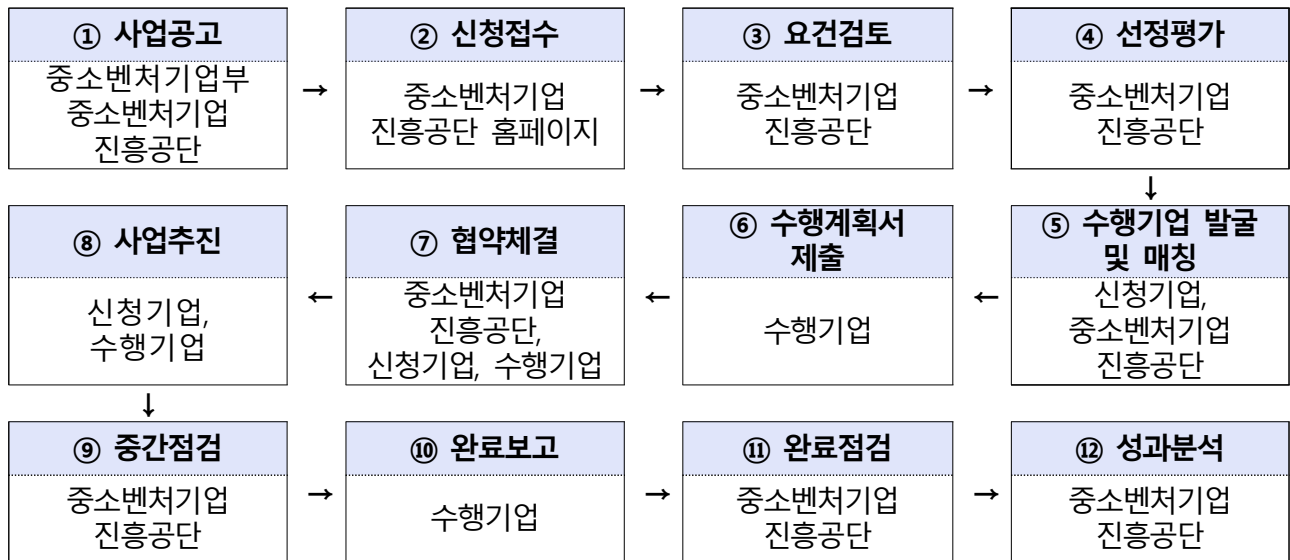 ① 사업공고
중소벤처기업부
중소벤처기업
진흥공단
→
② 신청접수
중소벤처기업
진흥공단 홈페이지
→
③ 요건검토
중소벤처기업
진흥공단
→
④ 선정평가
중소벤처기업
진흥공단
↓
⑤ 수행기업 발굴
및 매칭
신청기업,
중소벤처기업
진흥공단
←
⑥ 수행계획서
제출
수행기업
←
⑦ 협약체결
중소벤처기업
진흥공단,
신청기업, 수행기업
←
⑧ 사업추진
신청기업,
수행기업
↓
⑨ 중간점검
중소벤처기업
진흥공단
→
⑩ 완료보고
수행기업
→
⑪ 완료점검
중소벤처기업
진흥공단
→
⑫ 성과분석
중소벤처기업
진흥공단